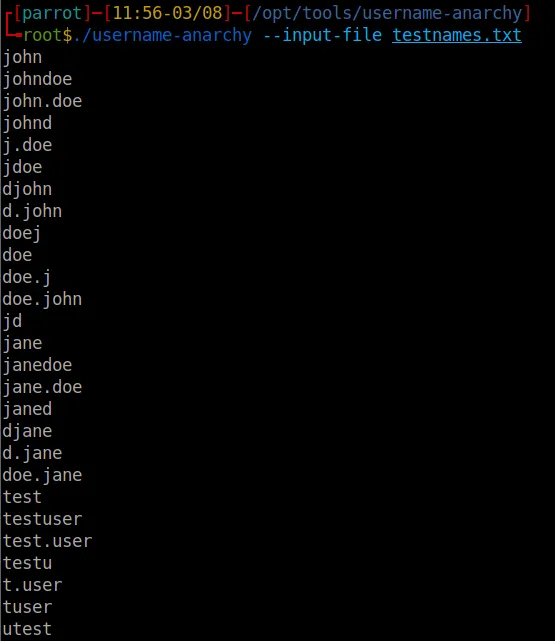 ┌─[parrot]─[11:56-03/08]─[/opt/tools/username-anarchy]
└─root$./username-anarchy --input-file testnames.txt
john
johndoe
john.doe
johnd
j.doe
jdoe
djohn
d.john
doej
doe
doe.j
doe.john
jd
jane
janedoe
jane.doe
janed
djane
d.jane
doe.jane
test
testuser
test.user
testu
t.user
tuser
utest